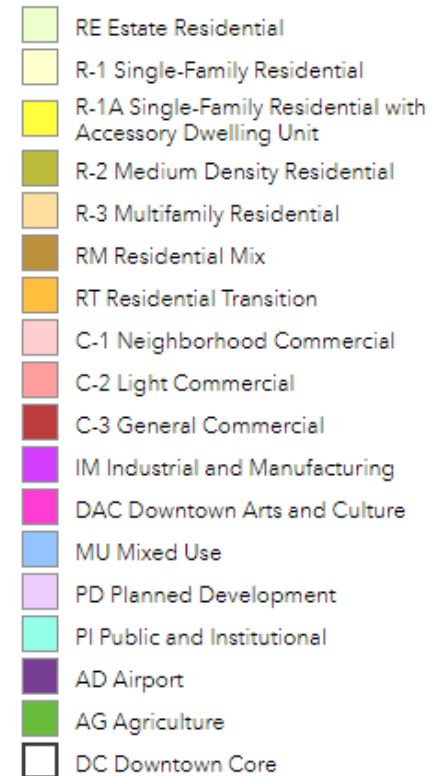 RE Estate Residential
R-1 Single-Family Residential
R-1A Single-Family Residential with
Accessory Dwelling Unit
R-2 Medium Density Residential
R-3 Multifamily Residential
RM Residential Mix
RT Residential Transition
C-1 Neighborhood Commercial
C-2 Light Commercial
C-3 General Commercial
IM Industrial and Manufacturing
DAC Downtown Arts and Culture
MU Mixed Use
PD Planned Development
PI Public and Institutional
AD Airport
AG Agriculture
DC Downtown Core